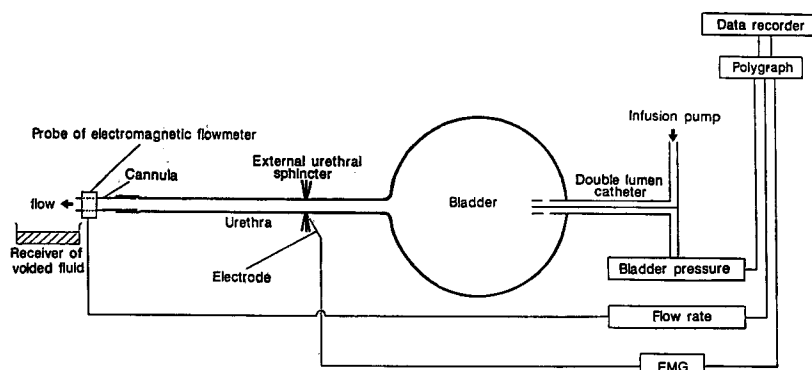 Data recorder
Polygraph
Infusion pump
Probe of electromagnetic flowmeter
Cannula
External urethral
sphincter
Double lumen
catheter
Bladder
flow
Urethra
Receiver of
voided fluid
Electrode
Bladder pressure
Flow rate
EMG